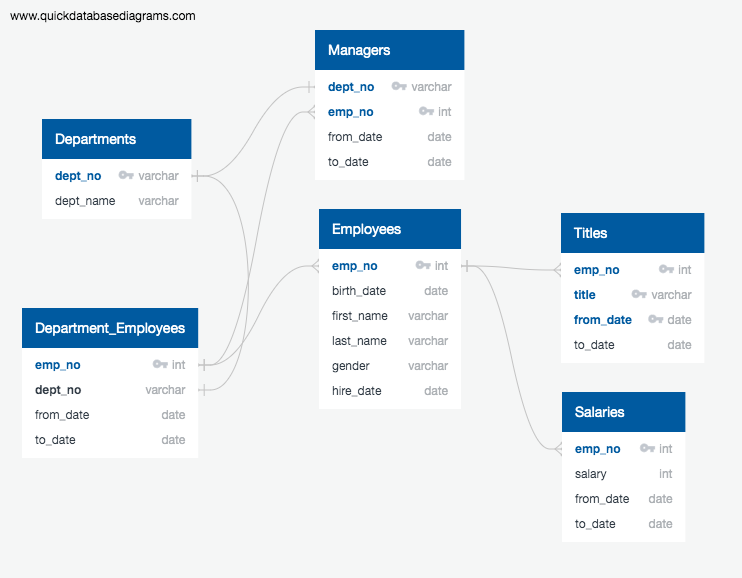 www.quickdatabasediagrams.com
Managers
dept_no varchar
emp_no int
from_date date
to_date date
Departments
dept_no varchar
dept_name varchar
Employees
emp_no int
birth_date date
first_name varchar
last_name varchar
gender varchar
hire_date date
Titles
emp_no int
title varchar
from_date date
to_date date
Department_Employees
emp_no int
dept_no varchar
from_date date
to_date date
Salaries
emp_no int
salary int
from_date date
to_date date